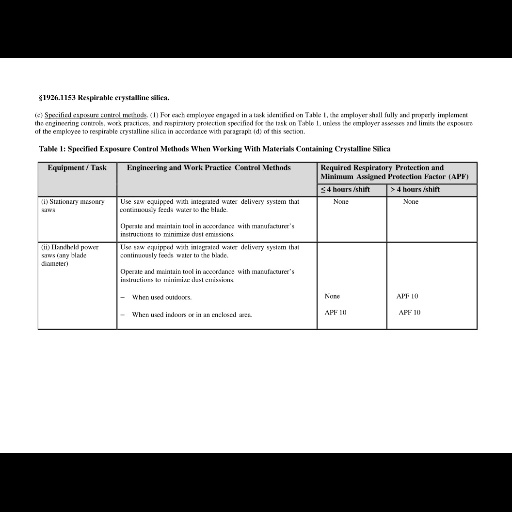 §1926.1153 Respirable crystalline silica.
(c) Specified exposure control methods. (1) For each employee engaged in a task identified on Table 1, the employer shall fully and properly implement
the engineering controls, work practices, and respiratory protection specified for the task on Table 1, unless the employer assesses and limits the exposure
of the employee to respirable crystalline silica in accordance with paragraph (d) of this section.
Table 1: Specified Exposure Control Methods When Working With Materials Containing Crystalline Silica
Equipment / Task
Engineering and Work Practice Control Methods
Required Respiratory Protection and
Minimum Assigned Protection Factor (APF)
≤ 4 hours /shift
> 4 hours /shift
(i) Stationary masonry
saws
Use saw equipped with integrated water delivery system that
continuously feeds water to the blade.
Operate and maintain tool in accordance with manufacturer's
instructions to minimize dust emissions.
None
None
(ii) Handheld power
saws (any blade
diameter)
Use saw equipped with integrated water delivery system that
continuously feeds water to the blade.
Operate and maintain tool in accordance with manufacturer's
instructions to minimize dust emissions.
– When used outdoors.
None
APF 10
– When used indoors or in an enclosed area.
APF 10
APF 10